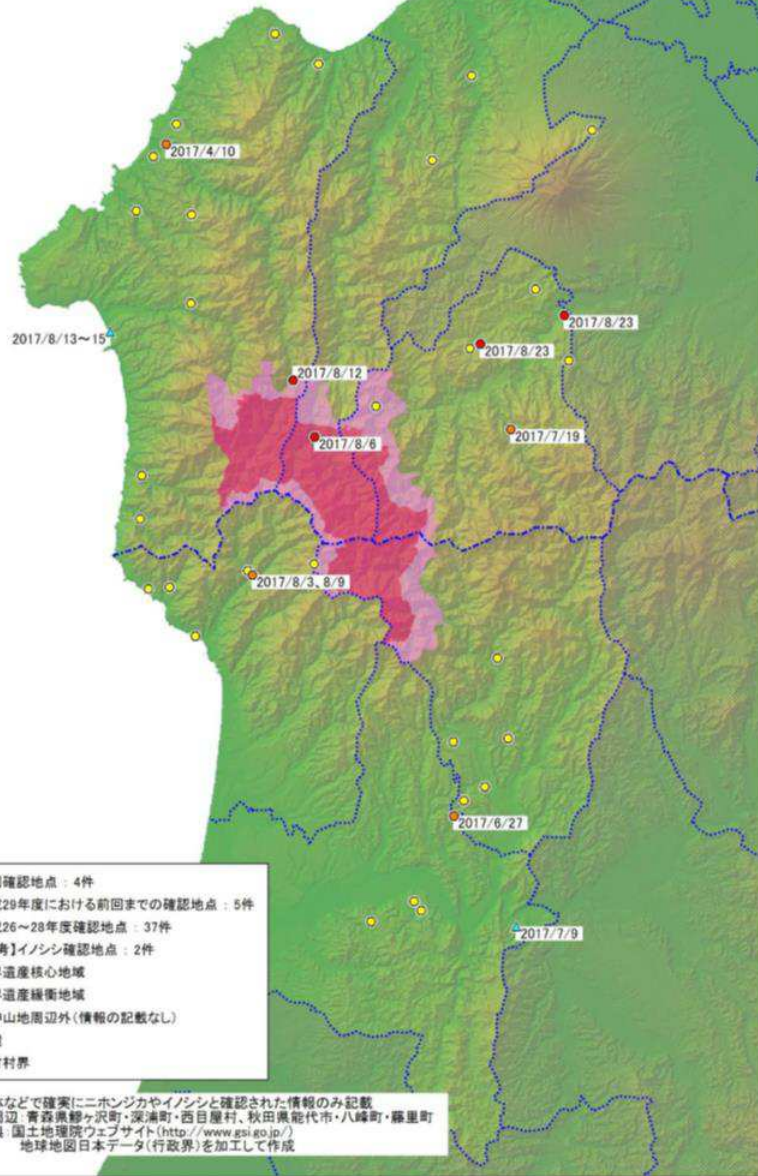 2017/4/10
2017/8/13～15
2017/8/23
2017/8/23
2017/8/12
2017/7/19
2017/8/6
2017/8/3、8/9
2017/6/27
2017/7/9
確認地点：4件
29年度における前回までの確認地点：5件
26～28年度確認地点：37件
】イノシシ確認地点：2件
遺産核心地域
遺産緩衝地域
山地周辺外（情報の記載なし）
村界
などで確実にニホンジカやイノシシと確認された情報のみ記載
辺：青森県鰺ヶ沢町・深浦町・西目屋村、秋田県能代市・八峰町・藤里町
：国土地理院ウェブサイト（http://www.gsi.go.jp/）
地球地図日本データ（行政界）を加工して作成